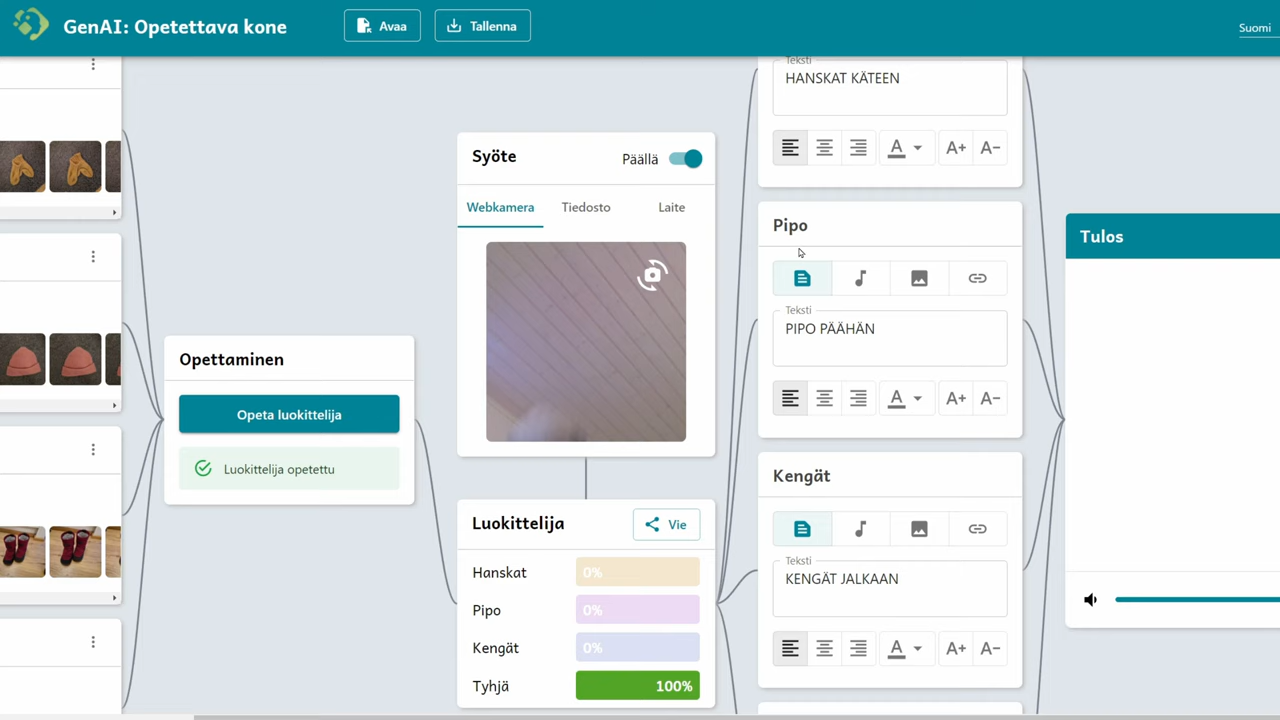 GenAI: Opetettava kone
Avaa
Tallenna
Suomi
Opettaminen
Opeta luokittelija
Luokittelija opetettu
Syöte
Päällä
Webkamera
Tiedosto
Laite
Luokittelija
Vie
Hanskat 0%
Pipo 0%
Kengät 0%
Tyhjä 100%
Teksti
HANSKAT KÄTEEN
A A+ A-
Pipo
Teksti
PIPO PÄÄHÄN
A A+ A-
Kengät
Teksti
KENGÄT JALKAAN
A A+ A-
Tulos